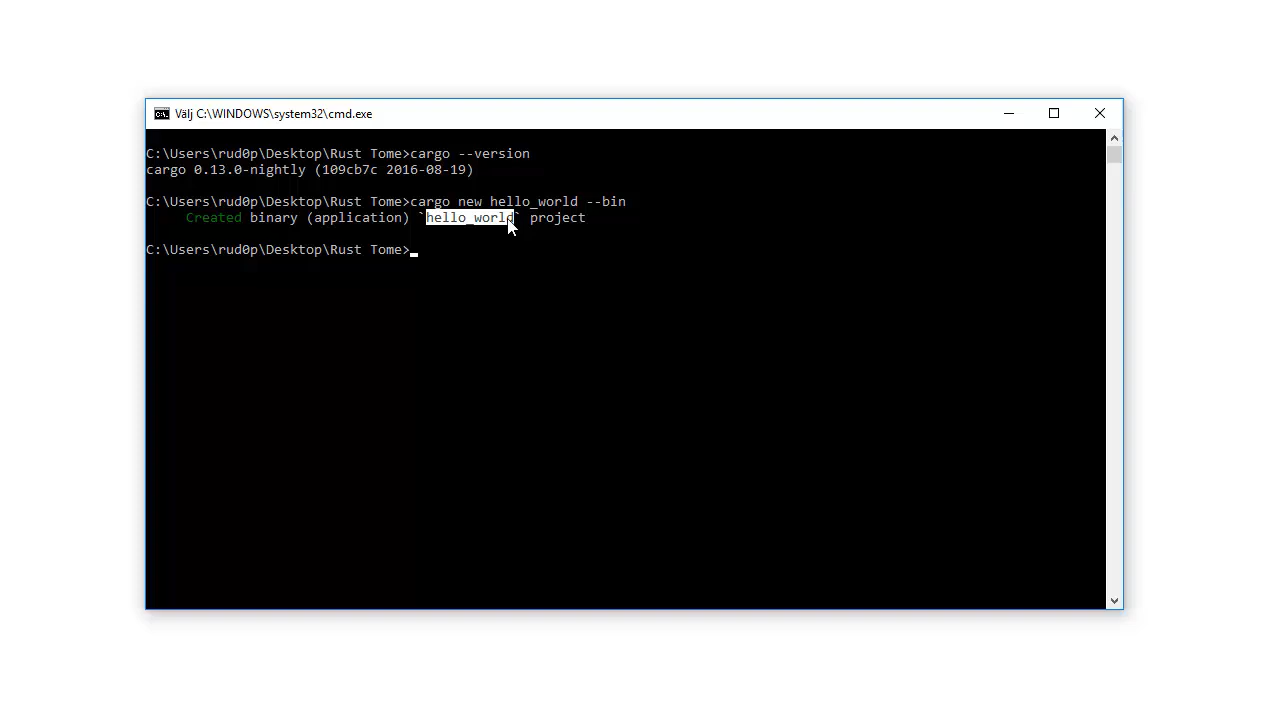 Välj C:\WINDOWS\system32\cmd.exe
C:\Users\rud0p\Desktop\Rust Tome>cargo --version
cargo 0.13.0-nightly (109cb7c 2016-08-19)
C:\Users\rud0p\Desktop\Rust Tome>cargo new hello_world --bin
Created binary (application) `hello_world` project
C:\Users\rud0p\Desktop\Rust Tome>